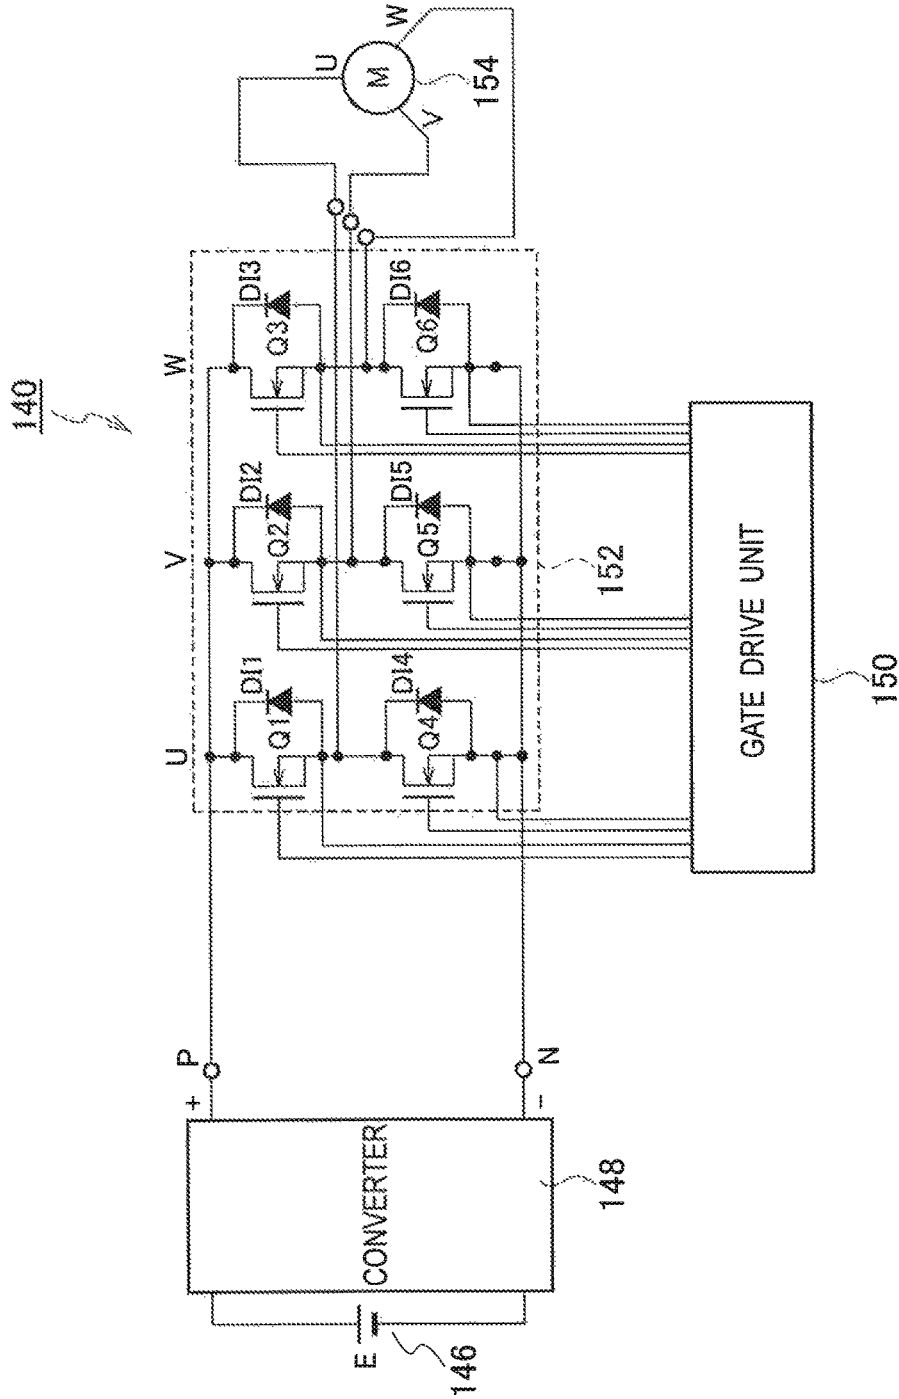 140
U
V
W
DI1
DI2
DI3
Q1
Q2
Q3
DI4
DI5
DI6
Q4
Q5
Q6
U
V
W
M
154
152
P
+
N
−
CONVERTER
148
E
146
GATE DRIVE UNIT
150